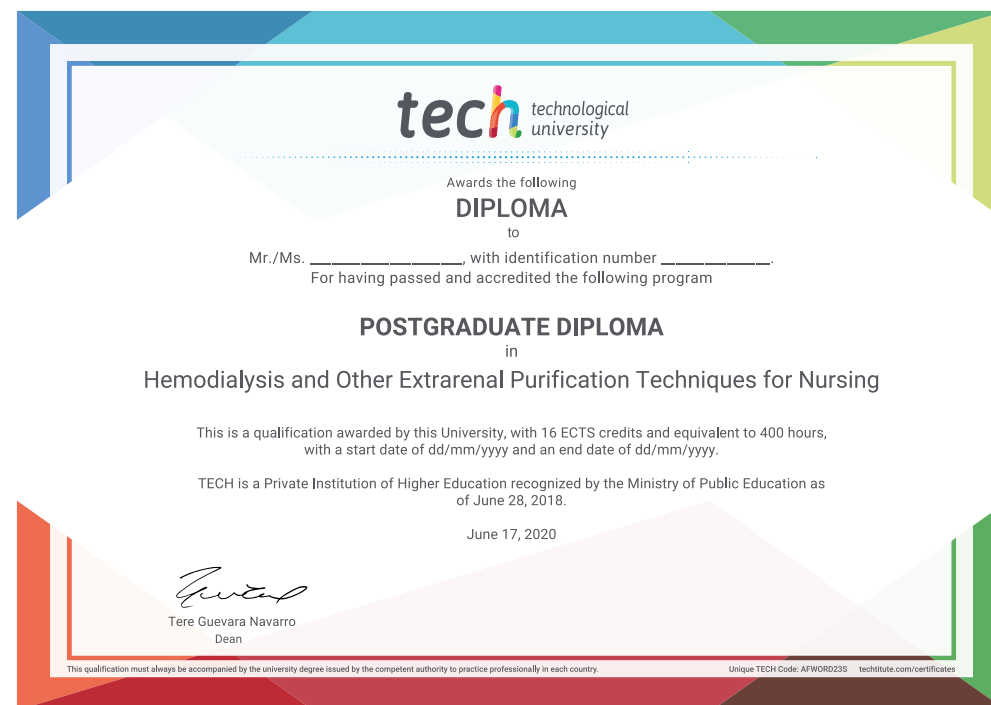 tech technological
university
Awards the following
DIPLOMA
to
Mr./Ms. __________________, with identification number _____________.
For having passed and accredited the following program
POSTGRADUATE DIPLOMA
in
Hemodialysis and Other Extrarenal Purification Techniques for Nursing
This is a qualification awarded by this University, with 16 ECTS credits and equivalent to 400 hours,
with a start date of dd/mm/yyyy and an end date of dd/mm/yyyy.
TECH is a Private Institution of Higher Education recognized by the Ministry of Public Education as
of June 28, 2018.
June 17, 2020
Tere Guevara Navarro
Dean
This qualification must always be accompanied by the university degree issued by the competent authority to practice professionally in each country. Unique TECH Code: AFWORD23S techtitute.com/certificates